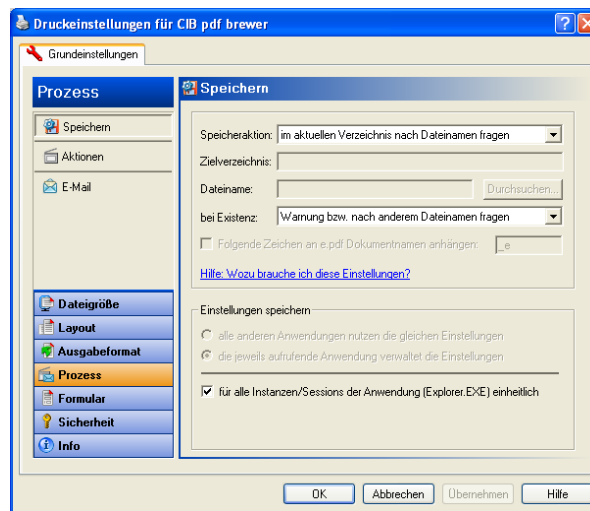 Druckeinstellungen für CIB pdf brewer
Grundeinstellungen
Prozess
Speichern
Aktionen
E-Mail
Dateigröße
Layout
Ausgabeformat
Prozess
Formular
Sicherheit
Info
Speichern
Speicheraktion: im aktuellen Verzeichnis nach Dateinamen fragen
Zielverzeichnis:
Dateiname: Durchsuchen...
bei Existenz: Warnung bzw. nach anderem Dateinamen fragen
Folgende Zeichen an e.pdf Dokumentnamen anhängen: _e
Hilfe: Wozu brauche ich diese Einstellungen?
Einstellungen speichern
alle anderen Anwendungen nutzen die gleichen Einstellungen
die jeweils aufrufende Anwendung verwaltet die Einstellungen
für alle Instanzen/Sessions der Anwendung (Explorer.EXE) einheitlich
OK Abbrechen Übernehmen Hilfe